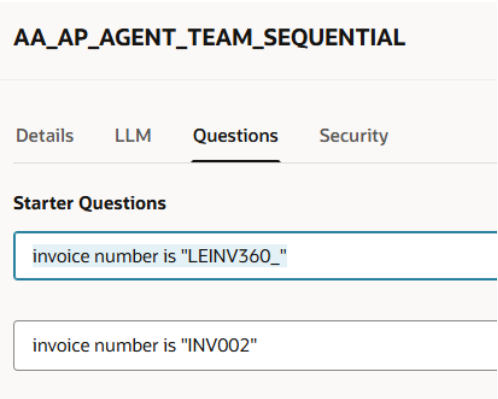 AA_AP_AGENT_TEAM_SEQUENTIAL
Details LLM Questions Security
Starter Questions
invoice number is "LEINV360_"
invoice number is "INV002"